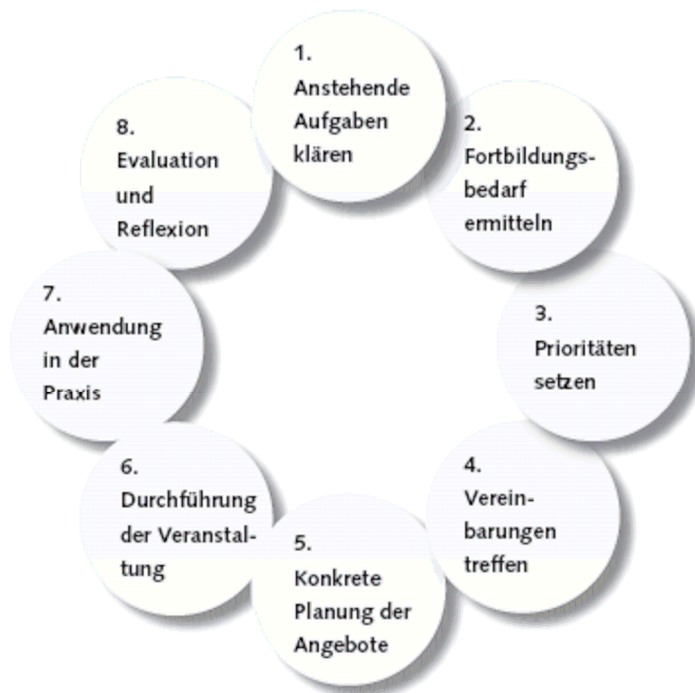 1.
Anstehende
Aufgaben
klären
2.
Fortbildungs-
bedarf
ermitteln
3.
Prioritäten
setzen
4.
Verein-
barungen
treffen
5.
Konkrete
Planung der
Angebote
6.
Durchführung
der Veranstal-
tung
7.
Anwendung
in der
Praxis
8.
Evaluation
und
Reflexion